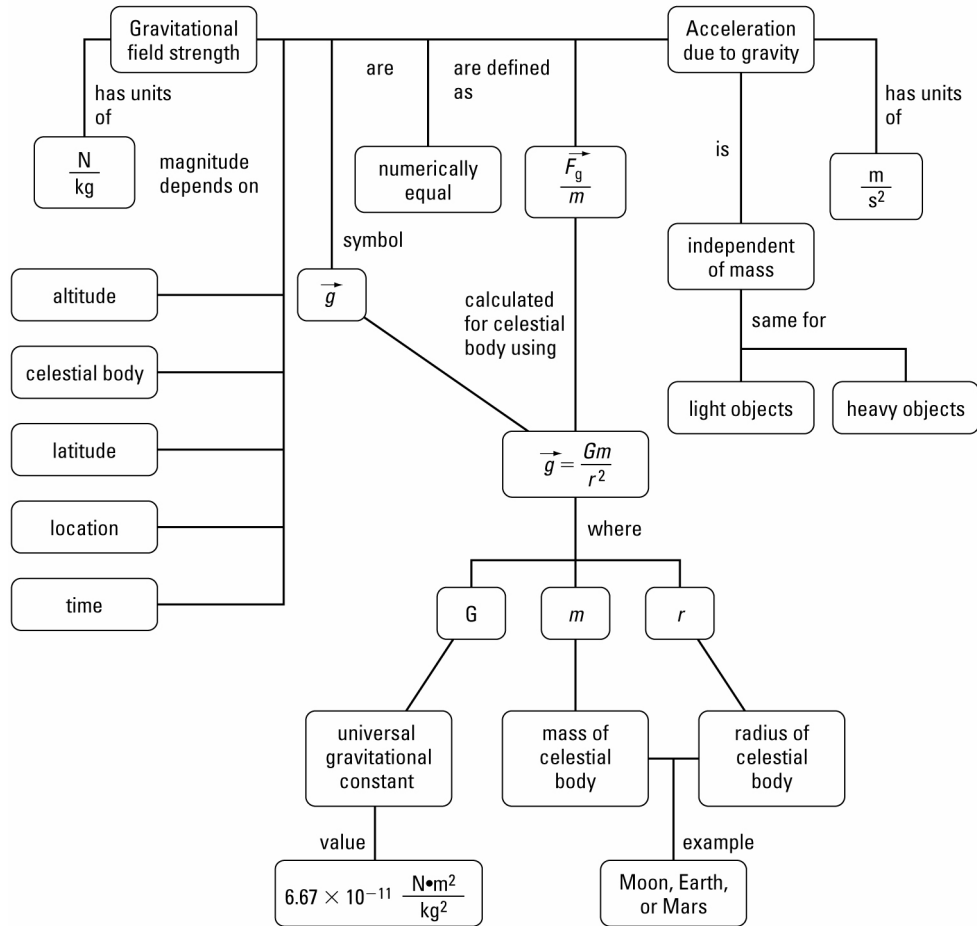 Gravitational
field strength
Acceleration
due to gravity
has units
of
are
are defined
as
is
has units
of
N
kg
magnitude
depends on
numerically
equal
F⃗g
m
m
s²
symbol
independent
of mass
altitude
g⃗
calculated
for celestial
body using
same for
celestial body
light objects
heavy objects
latitude
g⃗ = Gm
r²
location
where
time
G
m
r
universal
gravitational
constant
mass of
celestial
body
radius of
celestial
body
value
example
6.67 × 10⁻¹¹ N•m²
kg²
Moon, Earth,
or Mars